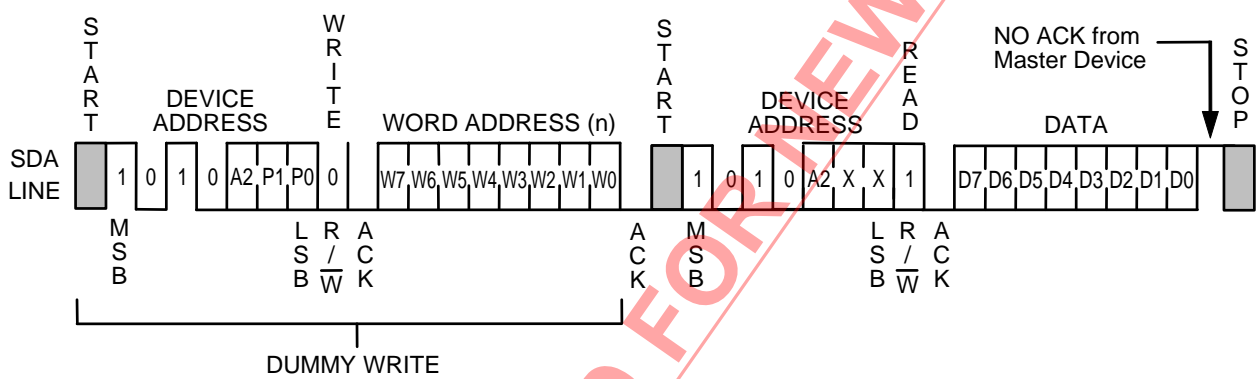 START
WRITE
START
READ
NO ACK from
Master Device
STOP
DEVICE
ADDRESS
WORD ADDRESS (n)
DEVICE
ADDRESS
DATA
SDA
LINE
1 0 1 0 A2 P1 P0 0 W7 W6 W5 W4 W3 W2 W1 W0 1 0 1 0 A2 X X 1 D7 D6 D5 D4 D3 D2 D1 D0
MSB
LSB
R/W
ACK
ACK
MSB
LSB
R/W
ACK
DUMMY WRITE
FOR NEW